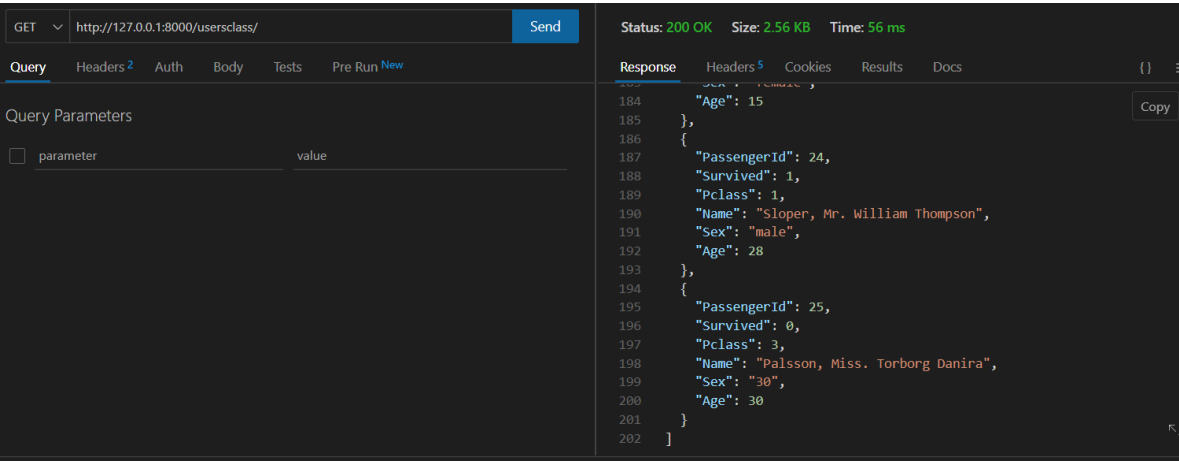 GET http://127.0.0.1:8000/usersclass/ Send
Query Headers 2 Auth Body Tests Pre Run New
Query Parameters
parameter value
Status: 200 OK Size: 2.56 KB Time: 56 ms
Response Headers 5 Cookies Results Docs { }
Copy
183 "Sex": "female",
184 "Age": 15
185 },
186 {
187 "PassengerId": 24,
188 "Survived": 1,
189 "Pclass": 1,
190 "Name": "Sloper, Mr. William Thompson",
191 "Sex": "male",
192 "Age": 28
193 },
194 {
195 "PassengerId": 25,
196 "Survived": 0,
197 "Pclass": 3,
198 "Name": "Palsson, Miss. Torborg Danira",
199 "Sex": "30",
200 "Age": 30
201 }
202 ]